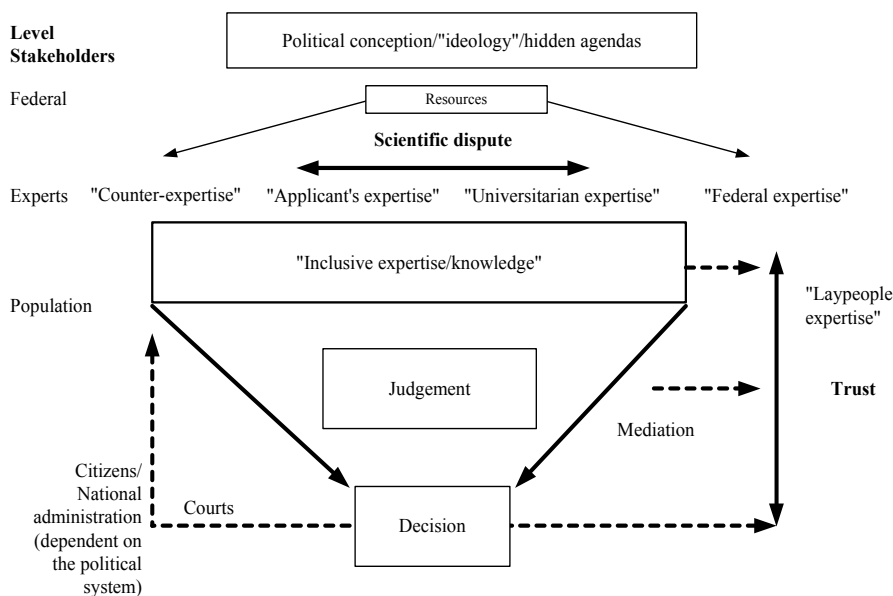 Level
Stakeholders
Political conception/"ideology"/hidden agendas
Federal
Resources
Scientific dispute
Experts
"Counter-expertise"
"Applicant's expertise"
"Universitarian expertise"
"Federal expertise"
"Inclusive expertise/knowledge"
Population
"Laypeople
expertise"
Judgement
Trust
Mediation
Citizens/
National
administration
(dependent on
the political
system)
Courts
Decision